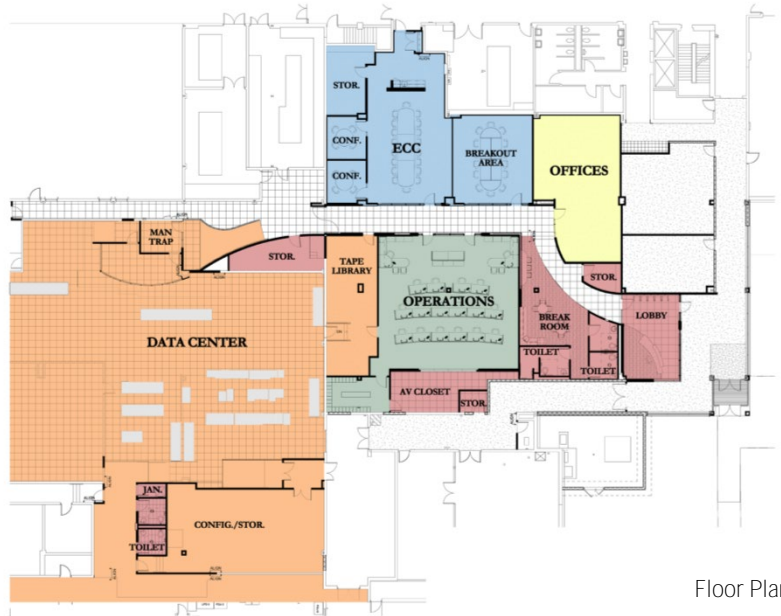 STOR.
CONF.
ECC
BREAKOUT
AREA
OFFICES
CONF.
MAN
TRAP
STOR.
TAPE
LIBRARY
OPERATIONS
STOR.
BREAK
ROOM
LOBBY
DATA CENTER
TOILET
TOILET
AV CLOSET
STOR.
JAN.
CONFIG./STOR.
TOILET
Floor Plan